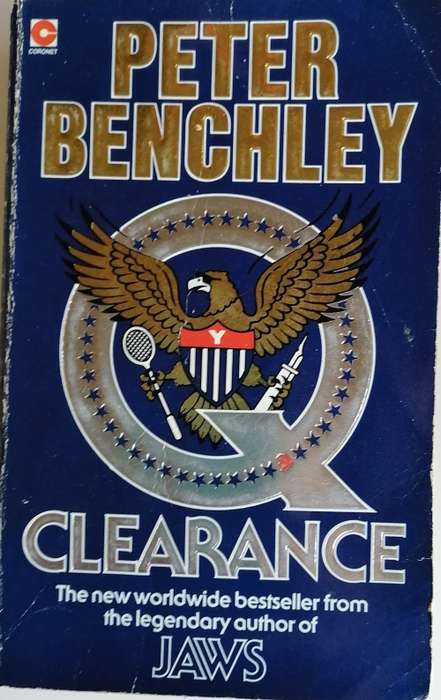 CORONET
PETER
BENCHLEY
Y
Q
CLEARANCE
The new worldwide bestseller from
the legendary author of
JAWS